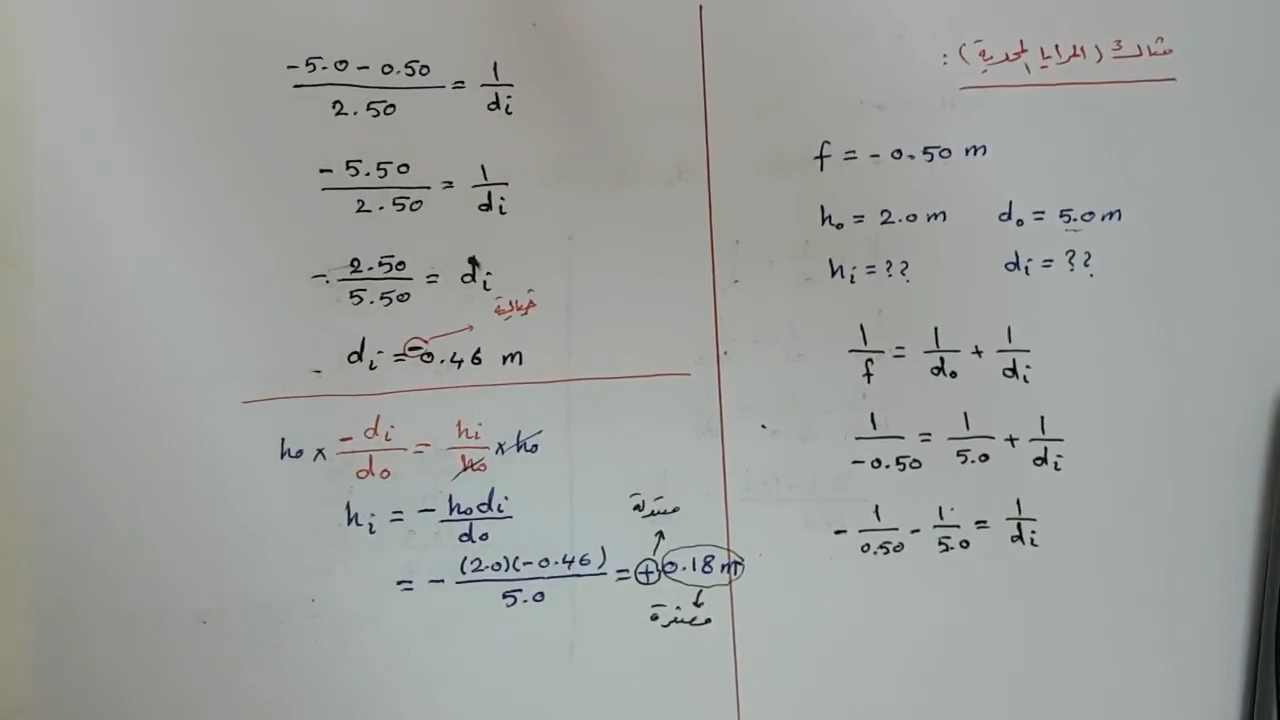 مثال 3 (المرايا المحدبة) :
f = - 0.50 m
h₀ = 2.0 m d₀ = 5.0 m
hᵢ = ?? dᵢ = ??
1/f = 1/d₀ + 1/dᵢ
1/-0.50 = 1/5.0 + 1/dᵢ
- 1/0.50 - 1/5.0 = 1/dᵢ
-5.0 - 0.50 / 2.50 = 1/dᵢ
-5.50 / 2.50 = 1/dᵢ
- 2.50/5.50 = dᵢ
خيالية
dᵢ = -0.46 m
h₀ × -dᵢ/d₀ = hᵢ/h₀ × h₀
hᵢ = - h₀dᵢ/d₀
معتدلة
= - (2.0)(-0.46) / 5.0 = + 0.18 m
مصغرة